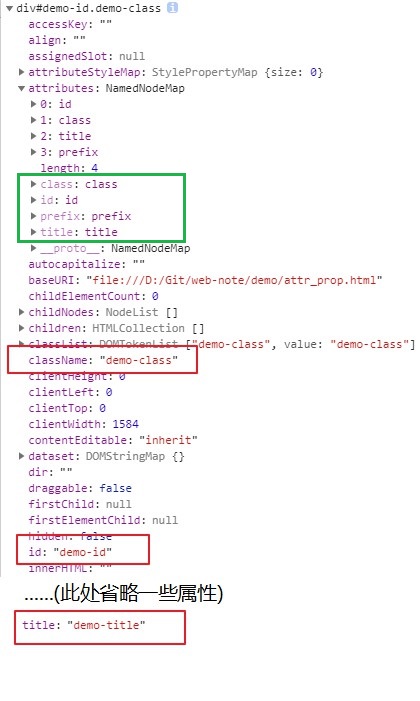 div#demo-id.demo-class i
accessKey: ""
align: ""
assignedSlot: null
attributeStyleMap: StylePropertyMap {size: 0}
attributes: NamedNodeMap
0: id
1: class
2: title
3: prefix
length: 4
class: class
id: id
prefix: prefix
title: title
__proto__: NamedNodeMap
autocapitalize: ""
baseURI: "file:///D:/Git/web-note/demo/attr_prop.html"
childElementCount: 0
childNodes: NodeList []
children: HTMLCollection []
classList: DOMTokenList ["demo-class", value: "demo-class"]
className: "demo-class"
clientHeight: 0
clientLeft: 0
clientTop: 0
clientWidth: 1584
contentEditable: "inherit"
dataset: DOMStringMap {}
dir: ""
draggable: false
firstChild: null
firstElementChild: null
hidden: false
id: "demo-id"
innerHTML: ""
......(此处省略一些属性)
title: "demo-title"